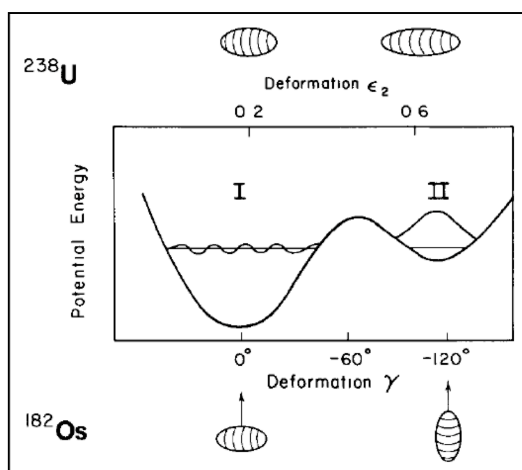 ²³⁸U
Deformation ϵ₂
0 2 0 6
I II
Potential Energy
0° -60° -120°
Deformation γ
¹⁸²Os